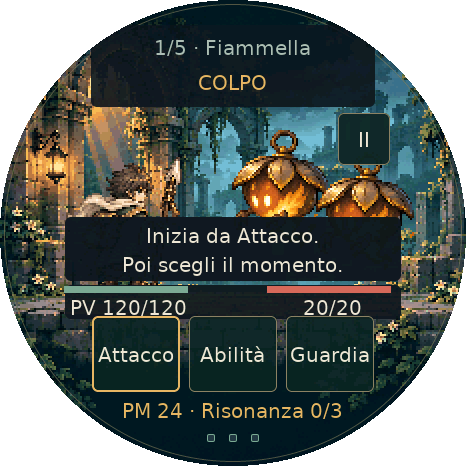 1/5 · Fiammella
COLPO
II
Inizia da Attacco.
Poi scegli il momento.
PV 120/120 20/20
Attacco Abilità Guardia
PM 24 · Risonanza 0/3